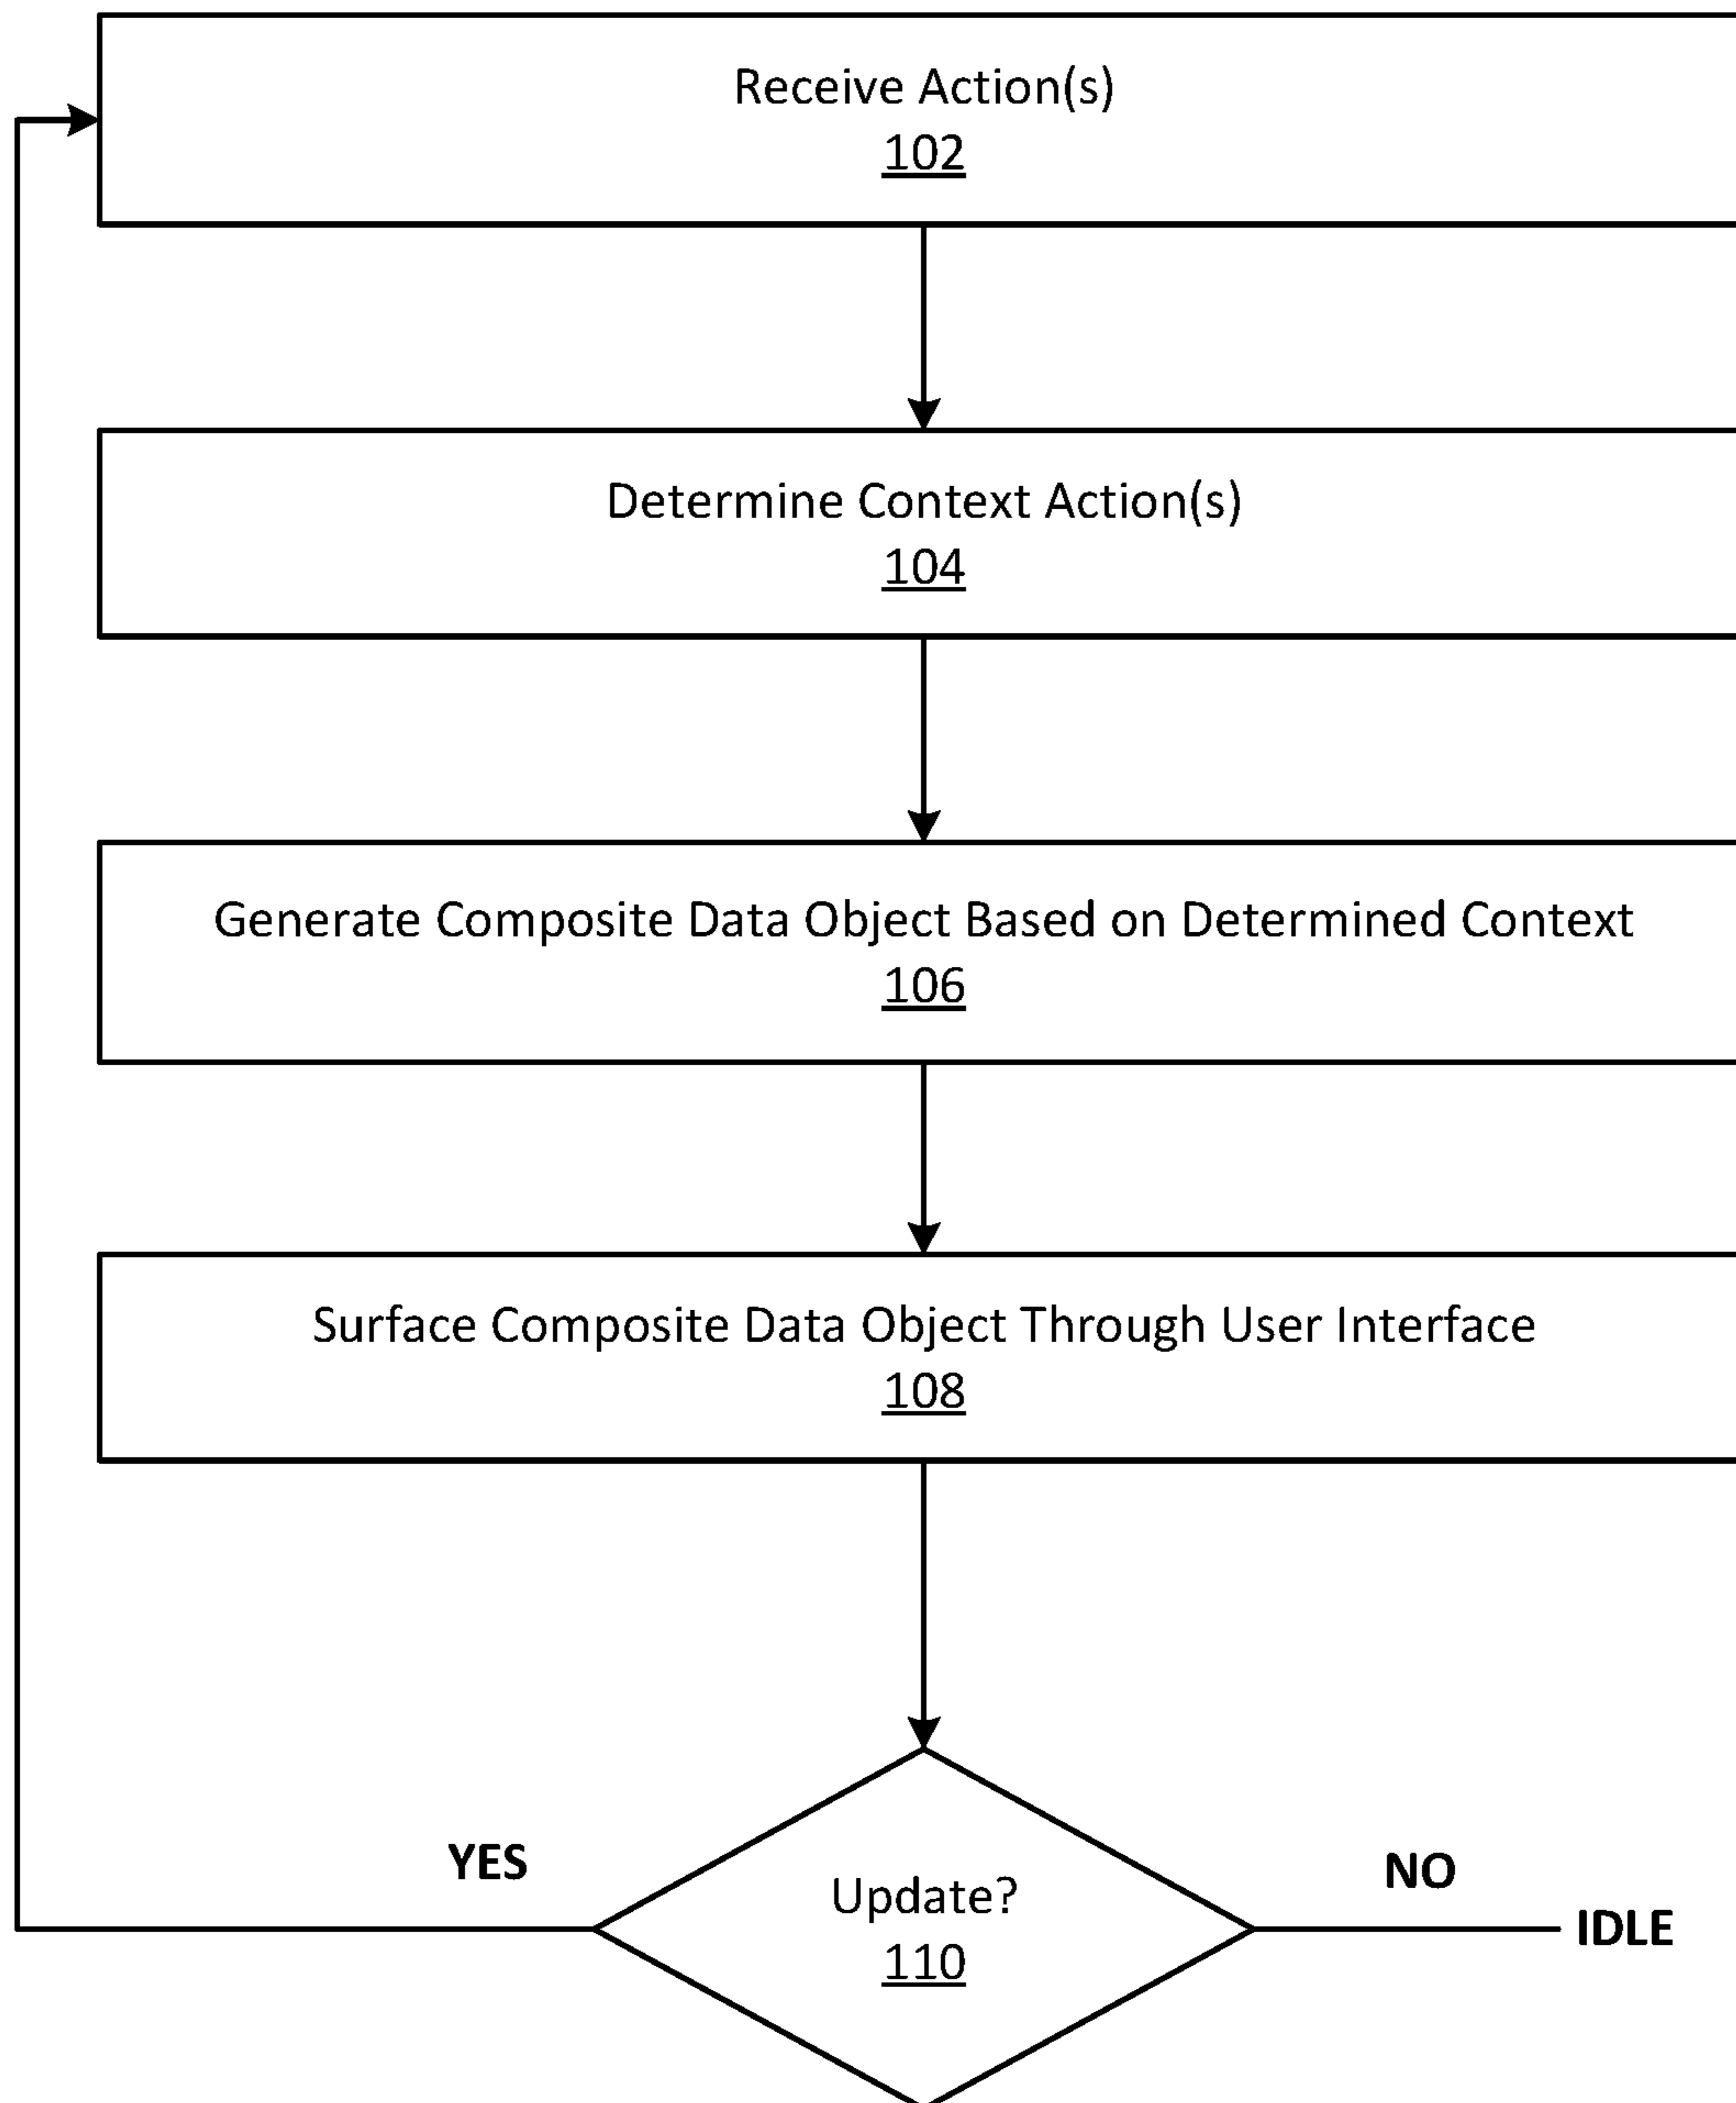 Receive Action(s)
102
Determine Context Action(s)
104
Generate Composite Data Object Based on Determined Context
106
Surface Composite Data Object Through User Interface
108
YES
NO
Update?
110
IDLE